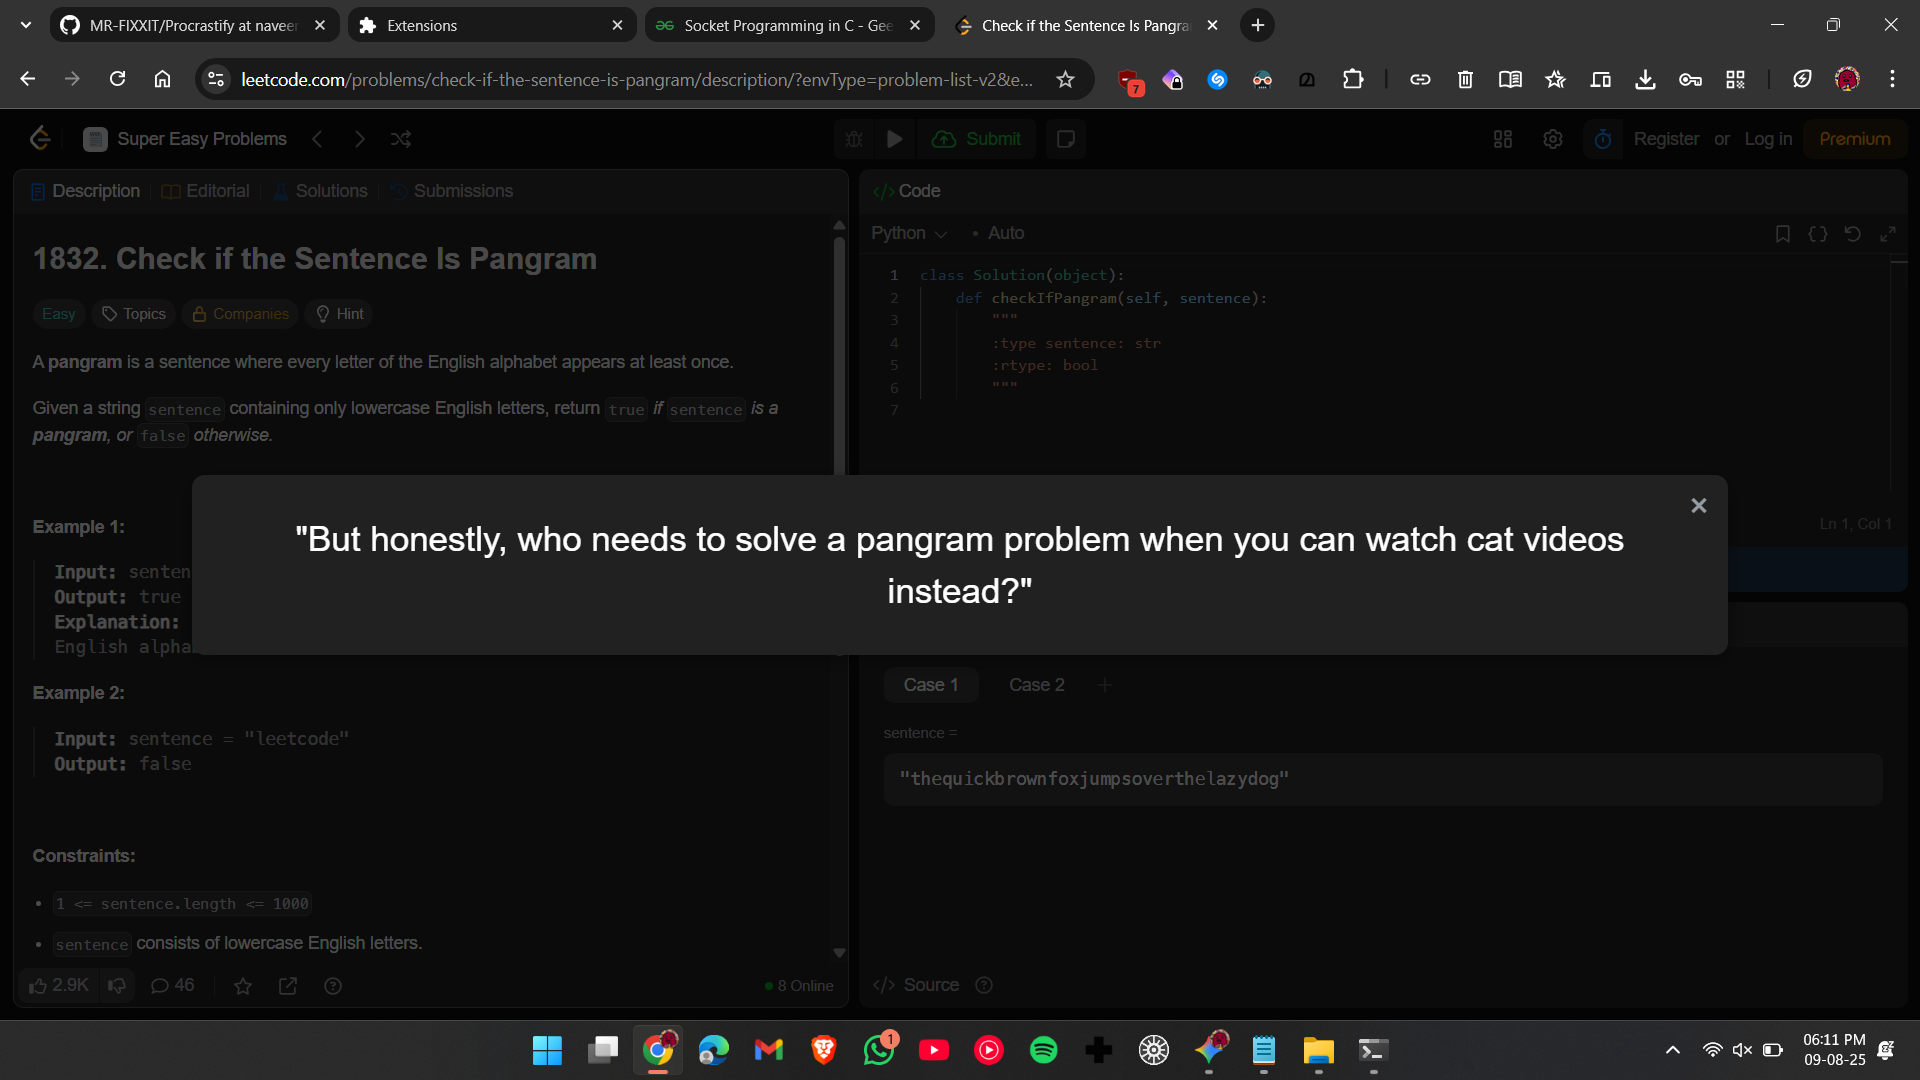 MR-FIXXIT/Procrastify at naveer
Extensions
Socket Programming in C - Gee
Check if the Sentence Is Pangra
leetcode.com/problems/check-if-the-sentence-is-pangram/description/?envType=problem-list-v2&e...
7
Super Easy Problems
Submit
Register or Log in
Premium
Description
Editorial
Solutions
Submissions
1832. Check if the Sentence Is Pangram
Easy
Topics
Companies
Hint
A pangram is a sentence where every letter of the English alphabet appears at least once.
Given a string sentence containing only lowercase English letters, return true if sentence is a
pangram, or false otherwise.
Example 1:
Input: senten
Output: true
Explanation:
English alpha
Example 2:
Input: sentence = "leetcode"
Output: false
Constraints:
1 <= sentence.length <= 1000
sentence consists of lowercase English letters.
2.9K
46
8 Online
</> Code
Python
Auto
1 class Solution(object):
2 def checkIfPangram(self, sentence):
3 """
4 :type sentence: str
5 :rtype: bool
6 """
7
Ln 1, Col 1
"But honestly, who needs to solve a pangram problem when you can watch cat videos
instead?"
Case 1
Case 2
sentence =
"thequickbrownfoxjumpsoverthelazydog"
</> Source
1
06:11 PM
09-08-25